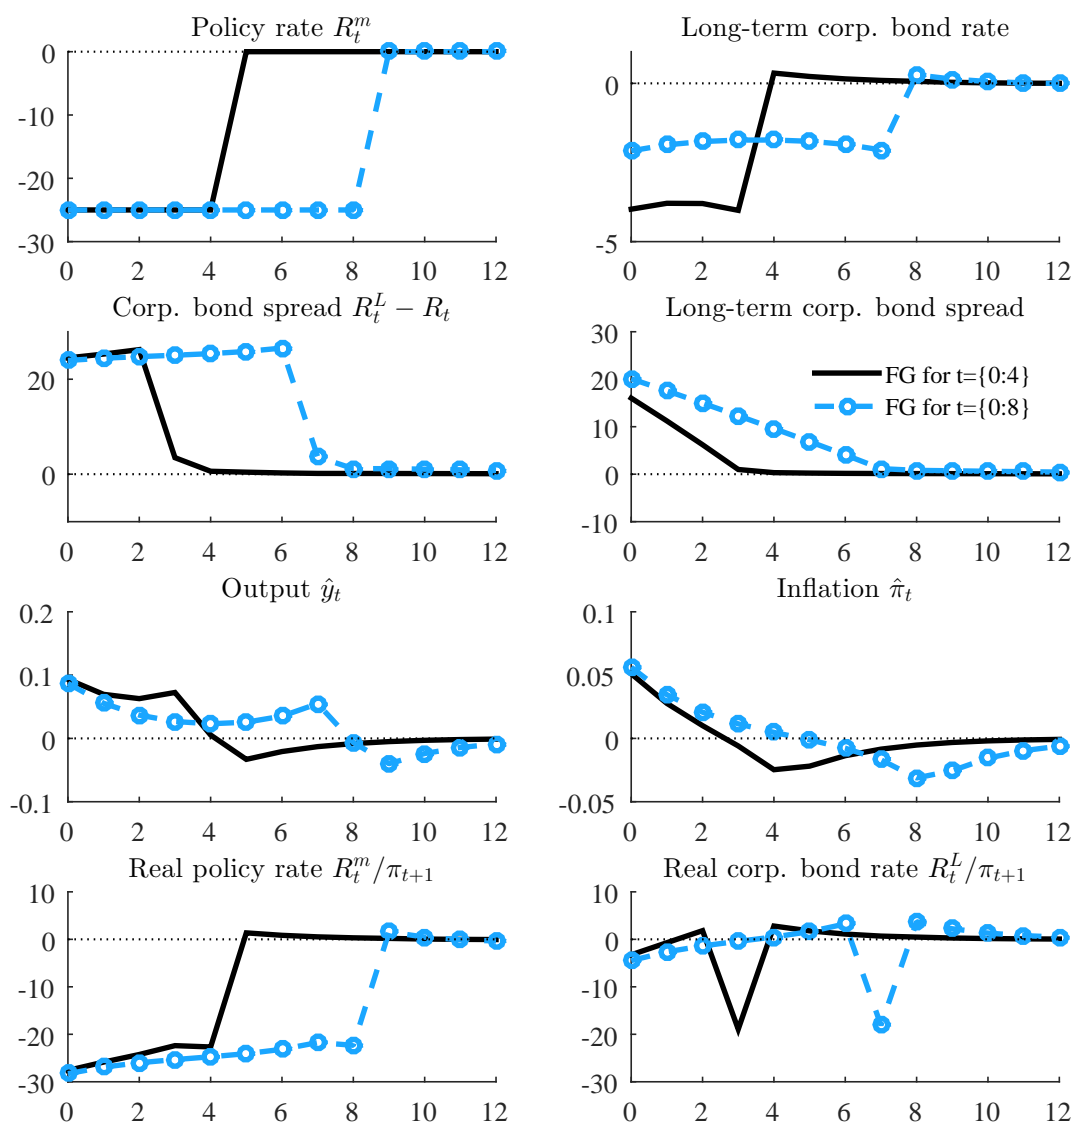 Policy rate R_t^m
0
-10
-20
-30
0 2 4 6 8 10 12
Long-term corp. bond rate
0
-5
0 2 4 6 8 10 12
Corp. bond spread R_t^L − R_t
20
0
0 2 4 6 8 10 12
Long-term corp. bond spread
30
20
10
0
-10
FG for t={0:4}
FG for t={0:8}
0 2 4 6 8 10 12
Output ŷ_t
0.2
0.1
0
-0.1
0 2 4 6 8 10 12
Inflation π̂_t
0.1
0.05
0
-0.05
0 2 4 6 8 10 12
Real policy rate R_t^m/π_{t+1}
10
0
-10
-20
-30
0 2 4 6 8 10 12
Real corp. bond rate R_t^L/π_{t+1}
10
0
-10
-20
-30
0 2 4 6 8 10 12